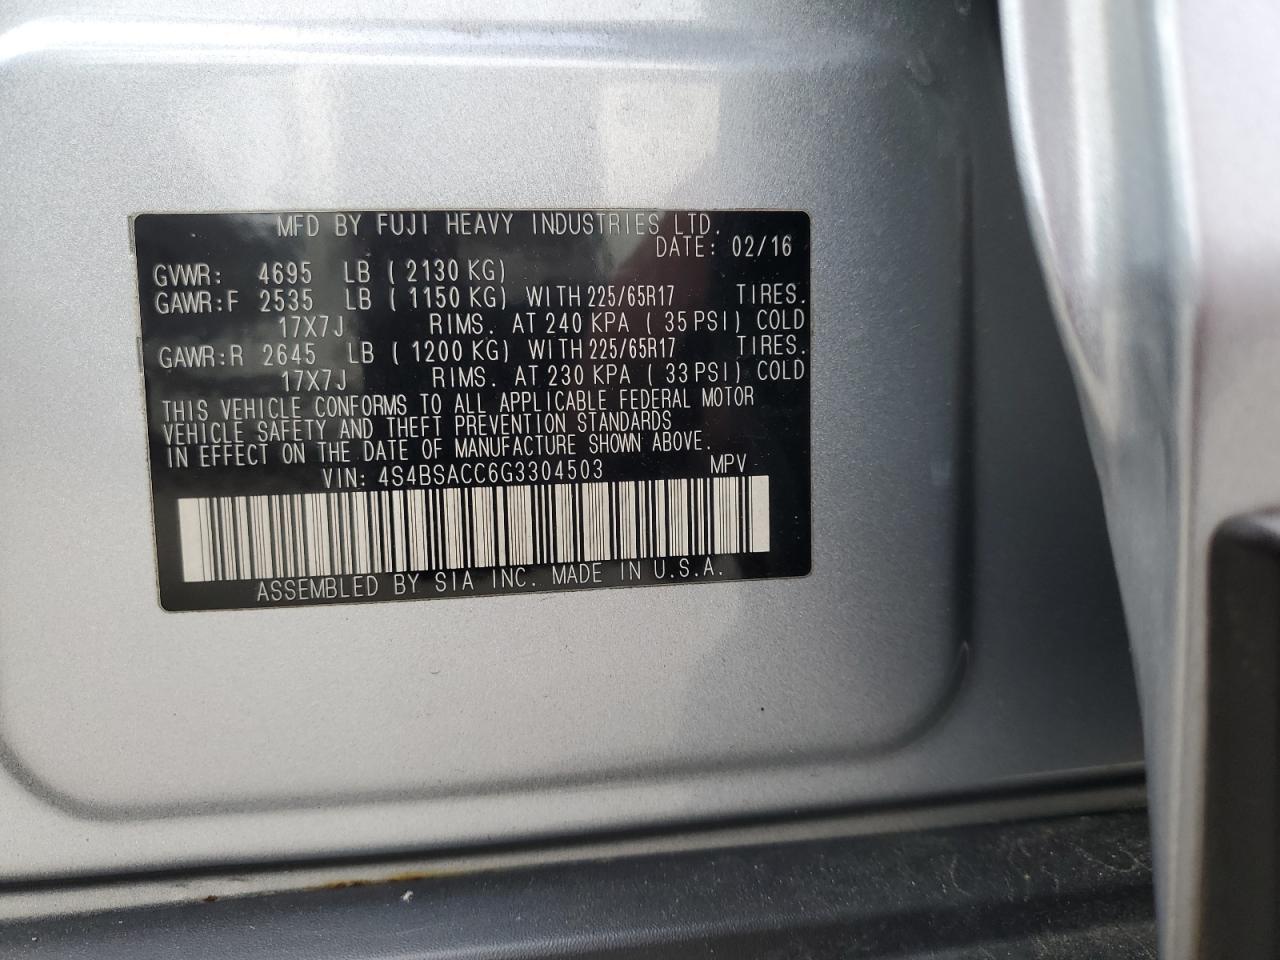 MFD BY FUJI HEAVY INDUSTRIES LTD.
DATE: 02/16
GVWR: 4695 LB ( 2130 KG)
GAWR:F 2535 LB ( 1150 KG) WITH 225/65R17 TIRES.
17X7J RIMS. AT 240 KPA ( 35 PSI) COLD
GAWR:R 2645 LB ( 1200 KG) WITH 225/65R17 TIRES.
17X7J RIMS. AT 230 KPA ( 33 PSI) COLD
THIS VEHICLE CONFORMS TO ALL APPLICABLE FEDERAL MOTOR
VEHICLE SAFETY AND THEFT PREVENTION STANDARDS
IN EFFECT ON THE DATE OF MANUFACTURE SHOWN ABOVE.
VIN: 4S4BSACC6G3304503 MPV
ASSEMBLED BY SIA INC. MADE IN U.S.A.